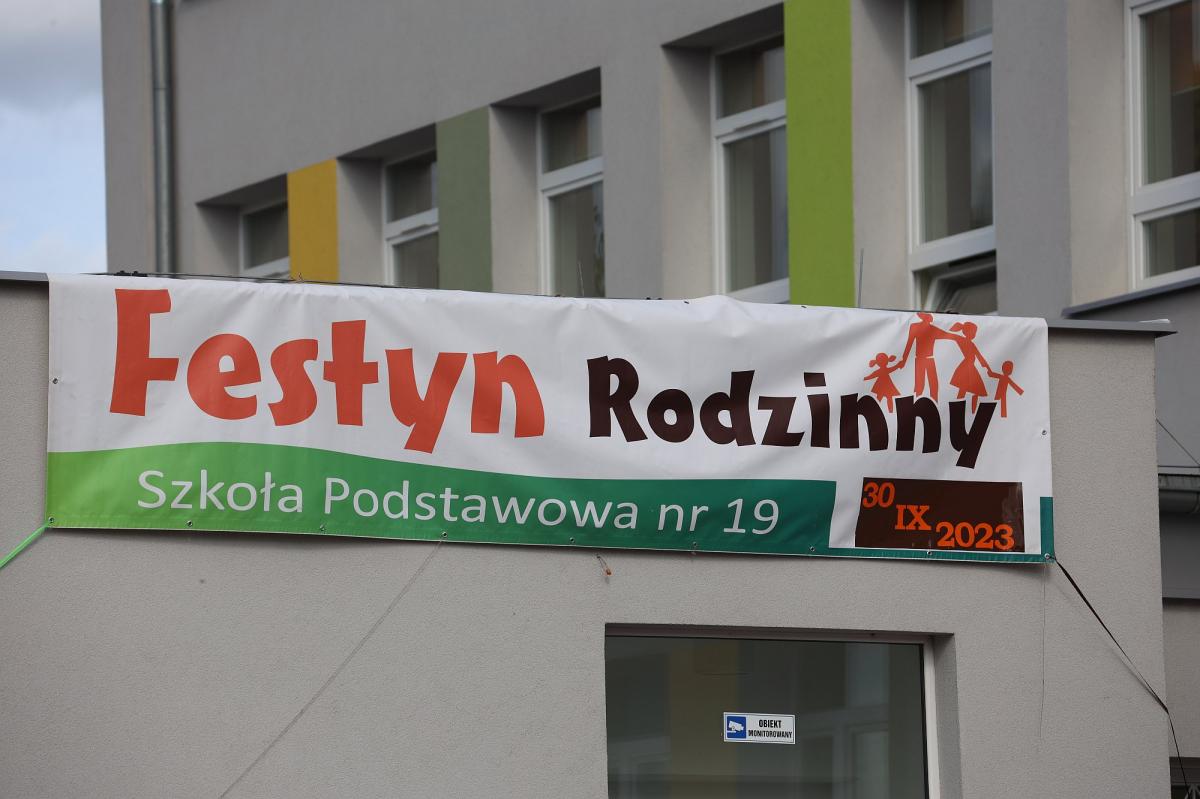 Festyn Rodzinny
Szkoła Podstawowa nr 19
30
IX
2023
OBIEKT
MONITOROWANY